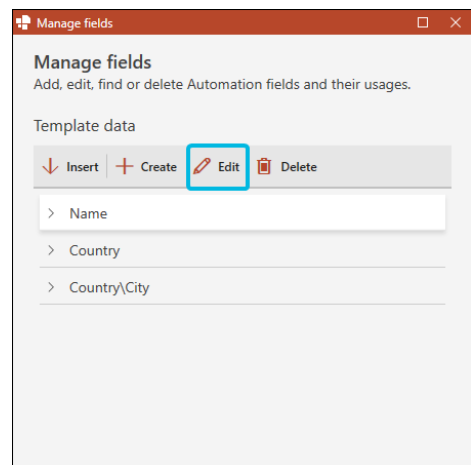 Manage fields
Manage fields
Add, edit, find or delete Automation fields and their usages.
Template data
Insert Create Edit Delete
Name
Country
Country\City